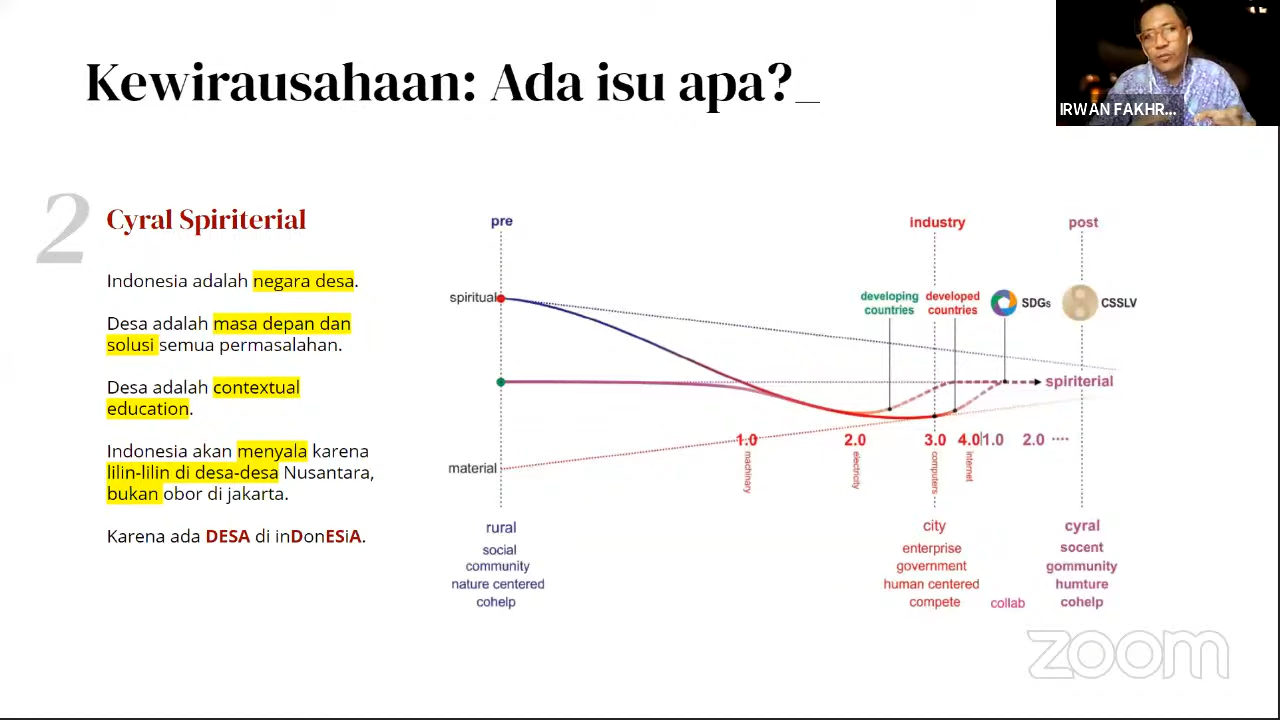 Kewirausahaan: Ada isu apa?_
IRWAN FAKHR...
2
Cyral Spiriterial
Indonesia adalah negara desa.
Desa adalah masa depan dan
solusi semua permasalahan.
Desa adalah contextual
education.
Indonesia akan menyala karena
lilin-lilin di desa-desa Nusantara,
bukan obor di jakarta.
Karena ada DESA di inDonESiA.
pre
industry
post
spiritual
developing
countries
developed
countries
SDGs
CSSLV
spiriterial
material
1.0
2.0
3.0
4.0|1.0
2.0 ....
machinary
electricity
computers
internet
rural
social
community
nature centered
cohelp
city
enterprise
government
human centered
compete
collab
cyral
socent
gommunity
humture
cohelp
zoom